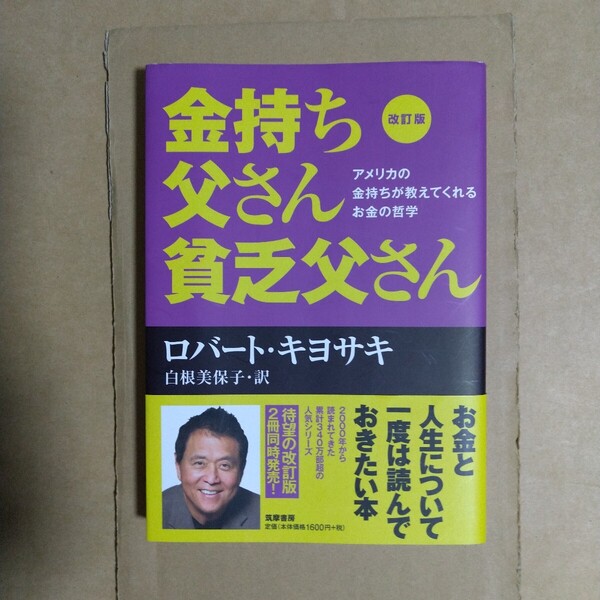 金持ち
父さん
貧乏父さん
改訂版
アメリカの
金持ちが教えてくれる
お金の哲学
ロバート・キヨサキ
白根美保子・訳
お金と
人生について
一度は読んで
おきたい本
2000年から
読まれてきた
累計340万部超の
人気シリーズ
待望の改訂版
2冊同時発売!
筑摩書房
定価(本体価格1600円+税)